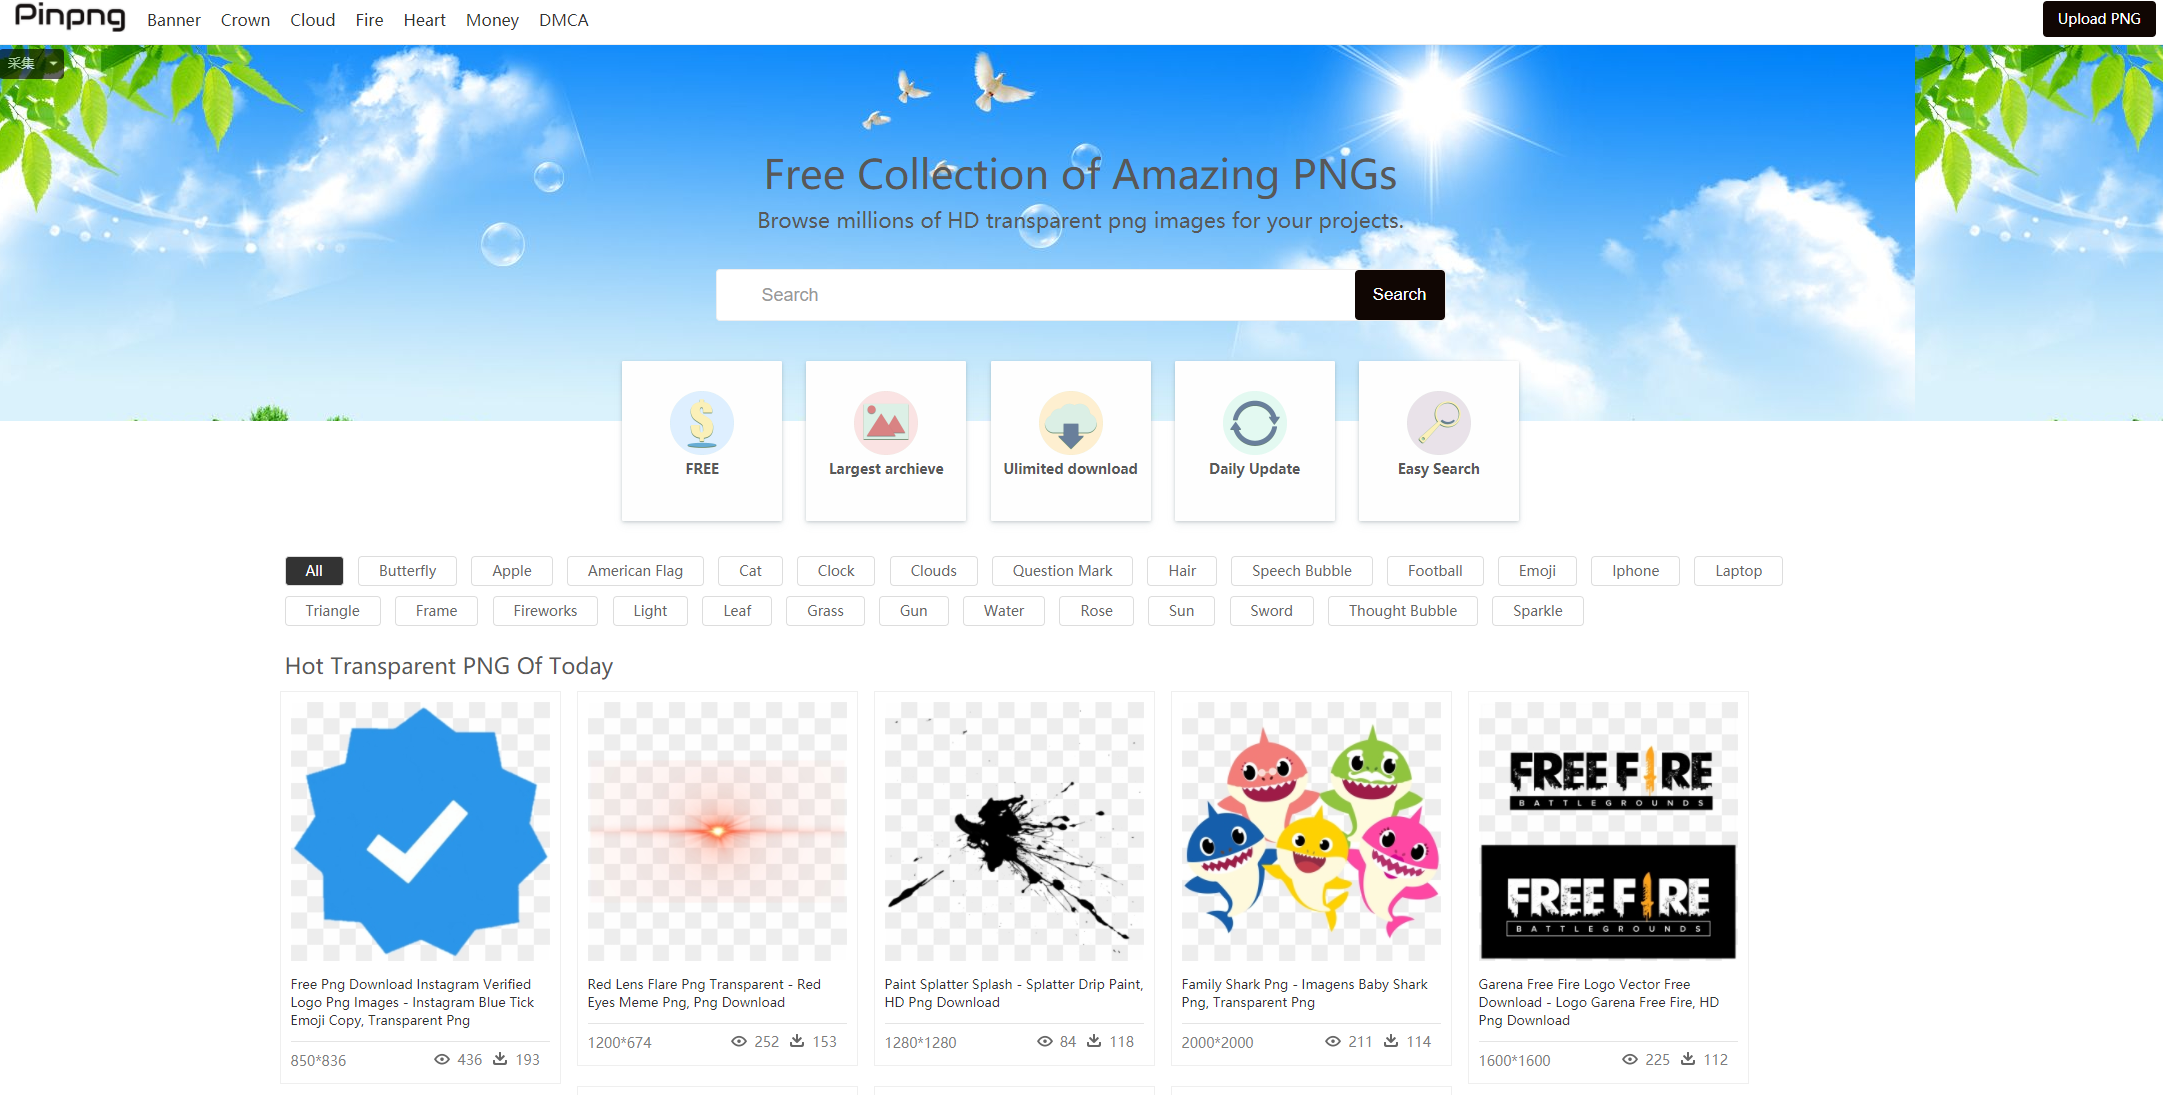 Pinpng Banner Crown Cloud Fire Heart Money DMCA Upload PNG
采集
Free Collection of Amazing PNGs
Browse millions of HD transparent png images for your projects.
Search Search
FREE Largest archieve Ulimited download Daily Update Easy Search
All Butterfly Apple American Flag Cat Clock Clouds Question Mark Hair Speech Bubble Football Emoji Iphone Laptop
Triangle Frame Fireworks Light Leaf Grass Gun Water Rose Sun Sword Thought Bubble Sparkle
Hot Transparent PNG Of Today
Free Png Download Instagram Verified
Logo Png Images - Instagram Blue Tick
Emoji Copy, Transparent Png
850*836 436 193
Red Lens Flare Png Transparent - Red
Eyes Meme Png, Png Download
1200*674 252 153
Paint Splatter Splash - Splatter Drip Paint,
HD Png Download
1280*1280 84 118
Family Shark Png - Imagens Baby Shark
Png, Transparent Png
2000*2000 211 114
FREE FIRE
BATTLEGROUNDS
FREE FIRE
BATTLEGROUNDS
Garena Free Fire Logo Vector Free
Download - Logo Garena Free Fire, HD
Png Download
1600*1600 225 112